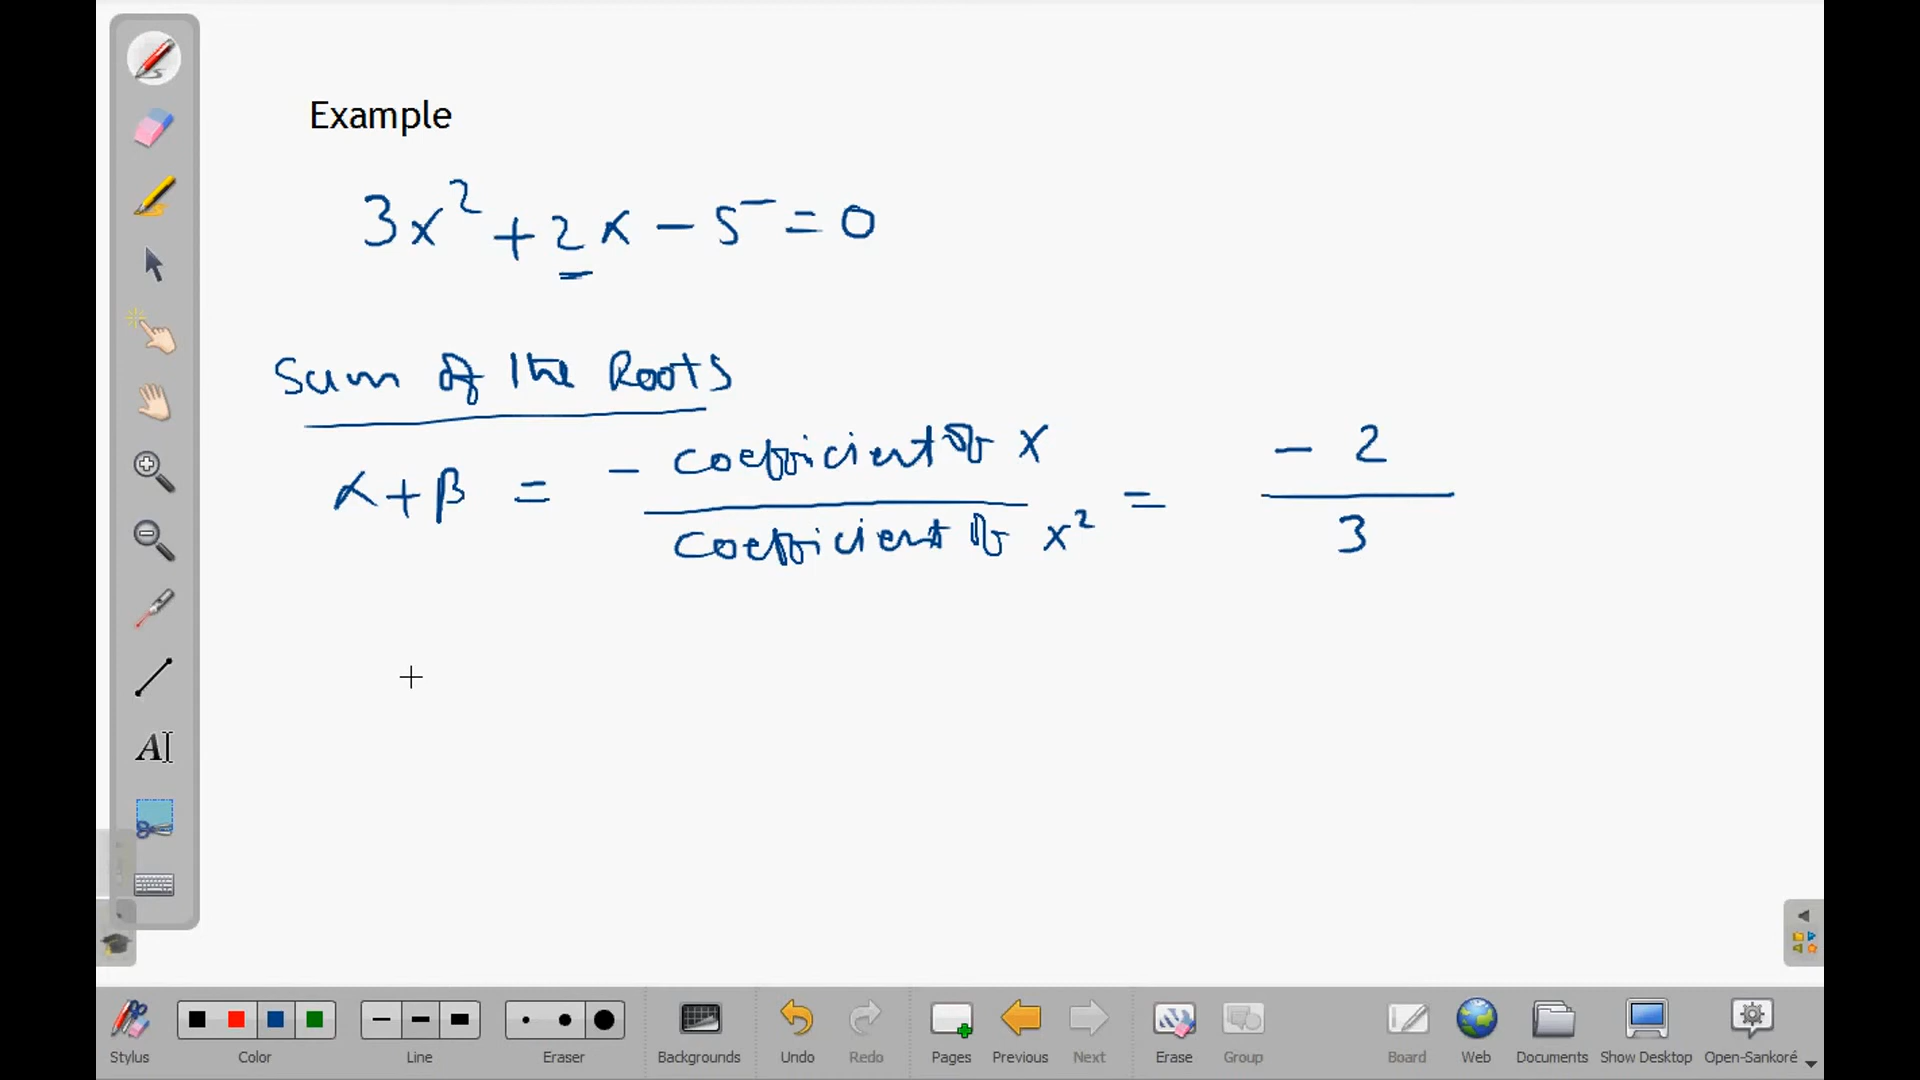 Example
3x² + 2x - 5 = 0
Sum of the Roots
α + β = - coefficient of x / coefficient of x² = - 2 / 3
A
Stylus Color Line Eraser Backgrounds Undo Redo Pages Previous Next Erase Group Board Web Documents Show Desktop Open-Sankoré